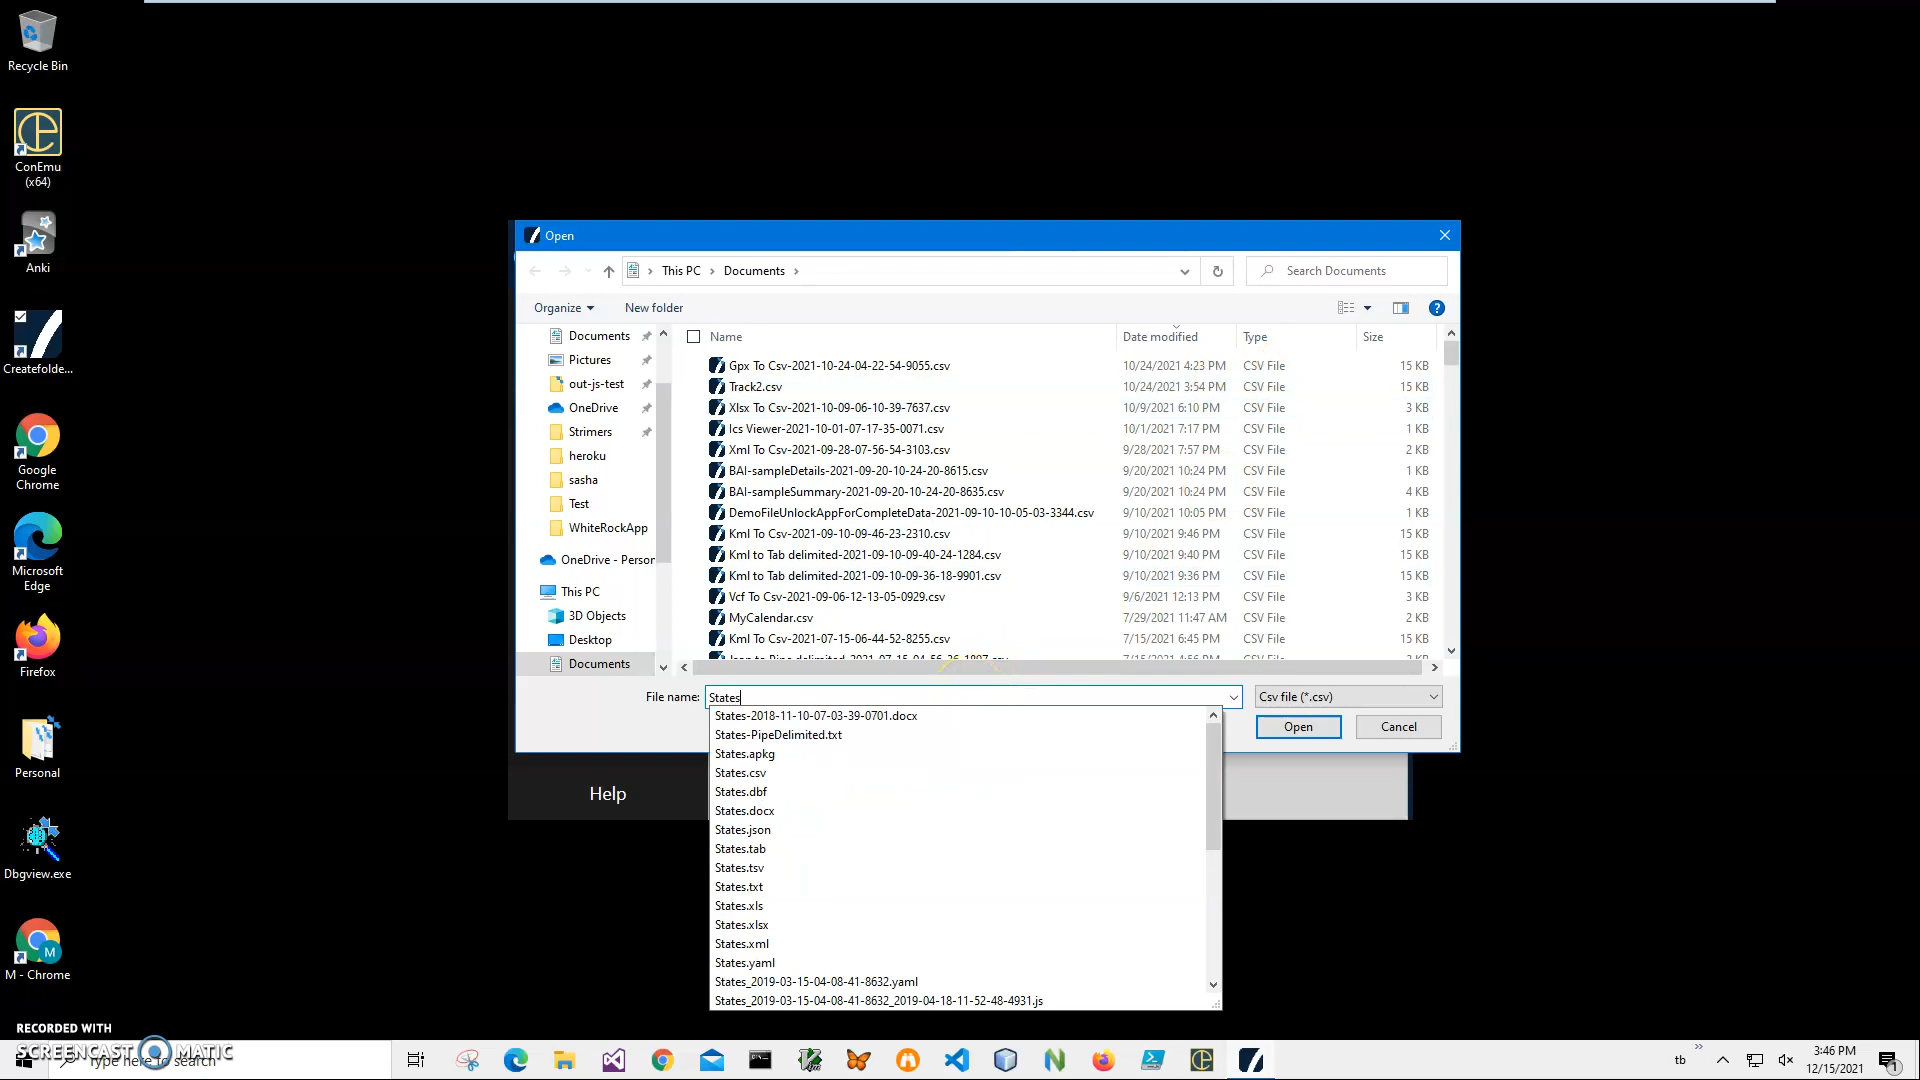 Recycle Bin
ConEmu
(x64)
Anki
Createfolde...
Google
Chrome
Microsoft
Edge
Firefox
Personal
Dbgview.exe
M
M - Chrome
Open
This PC
Documents
Search Documents
Organize
New folder
Documents
Pictures
out-js-test
OneDrive
Strimers
heroku
sasha
Test
WhiteRockApp
OneDrive - Person
This PC
3D Objects
Desktop
Documents
Name Date modified Type Size
Gpx To Csv-2021-10-24-04-22-54-9055.csv 10/24/2021 4:23 PM CSV File 15 KB
Track2.csv 10/24/2021 3:54 PM CSV File 15 KB
Xlsx To Csv-2021-10-09-06-10-39-7637.csv 10/9/2021 6:10 PM CSV File 3 KB
Ics Viewer-2021-10-01-07-17-35-0071.csv 10/1/2021 7:17 PM CSV File 1 KB
Xml To Csv-2021-09-28-07-56-54-3103.csv 9/28/2021 7:57 PM CSV File 2 KB
BAI-sampleDetails-2021-09-20-10-24-20-8615.csv 9/20/2021 10:24 PM CSV File 1 KB
BAI-sampleSummary-2021-09-20-10-24-20-8635.csv 9/20/2021 10:24 PM CSV File 4 KB
DemoFileUnlockAppForCompleteData-2021-09-10-10-05-03-3344.csv 9/10/2021 10:05 PM CSV File 1 KB
Kml To Csv-2021-09-10-09-46-23-2310.csv 9/10/2021 9:46 PM CSV File 15 KB
Kml to Tab delimited-2021-09-10-09-40-24-1284.csv 9/10/2021 9:40 PM CSV File 15 KB
Kml to Tab delimited-2021-09-10-09-36-18-9901.csv 9/10/2021 9:36 PM CSV File 15 KB
Vcf To Csv-2021-09-06-12-13-05-0929.csv 9/6/2021 12:13 PM CSV File 3 KB
MyCalendar.csv 7/29/2021 11:47 AM CSV File 2 KB
Kml To Csv-2021-07-15-06-44-52-8255.csv 7/15/2021 6:45 PM CSV File 15 KB
File name: States
Csv file (*.csv)
Open
Cancel
States-2018-11-10-07-03-39-0701.docx
States-PipeDelimited.txt
States.apkg
States.csv
States.dbf
States.docx
States.json
States.tab
States.tsv
States.txt
States.xls
States.xlsx
States.xml
States.yaml
States_2019-03-15-04-08-41-8632.yaml
States_2019-03-15-04-08-41-8632_2019-04-18-11-52-48-4931.js
Help
RECORDED WITH
SCREENCAST MATIC
Type here to search
tb
3:46 PM
12/15/2021
1